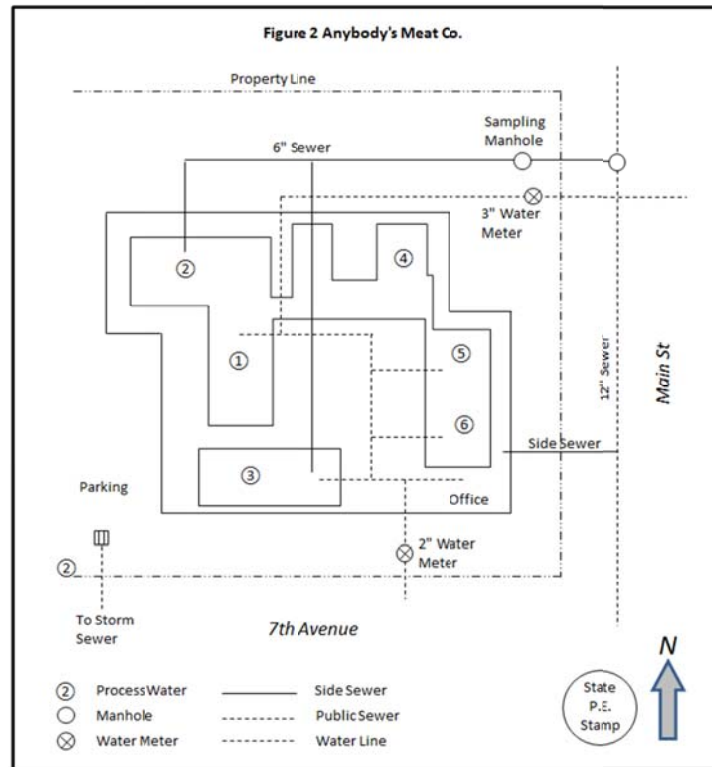 Figure 2 Anybody's Meat Co.
Property Line
Sampling
Manhole
6" Sewer
3" Water
Meter
②
④
①
⑤
12" Sewer
Main St
⑥
Side Sewer
③
Parking
Office
2" Water
Meter
②
To Storm
Sewer
7th Avenue
N
② Process Water
Side Sewer
Manhole
Public Sewer
Water Meter
Water Line
State
P.E.
Stamp